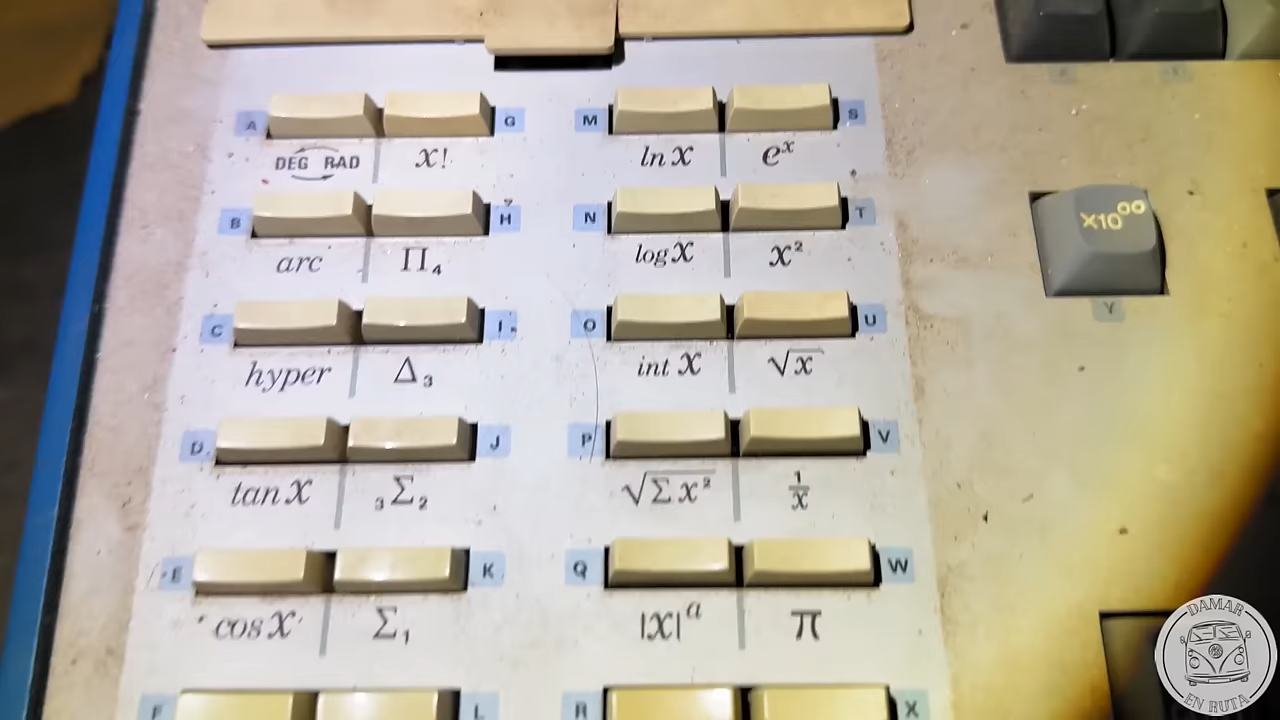 A G M S
DEG RAD x! ln x eˣ
B H N T
arc Π₄ log x x²
×10⁰⁰
C I O U Y
hyper Δ₃ int x √x
D J P V
tan x ₃Σ₂ √Σx² 1/x
E K Q W
cos x Σ₁ |x|ᵃ π
F L R X
DAMAR
EN RUTA